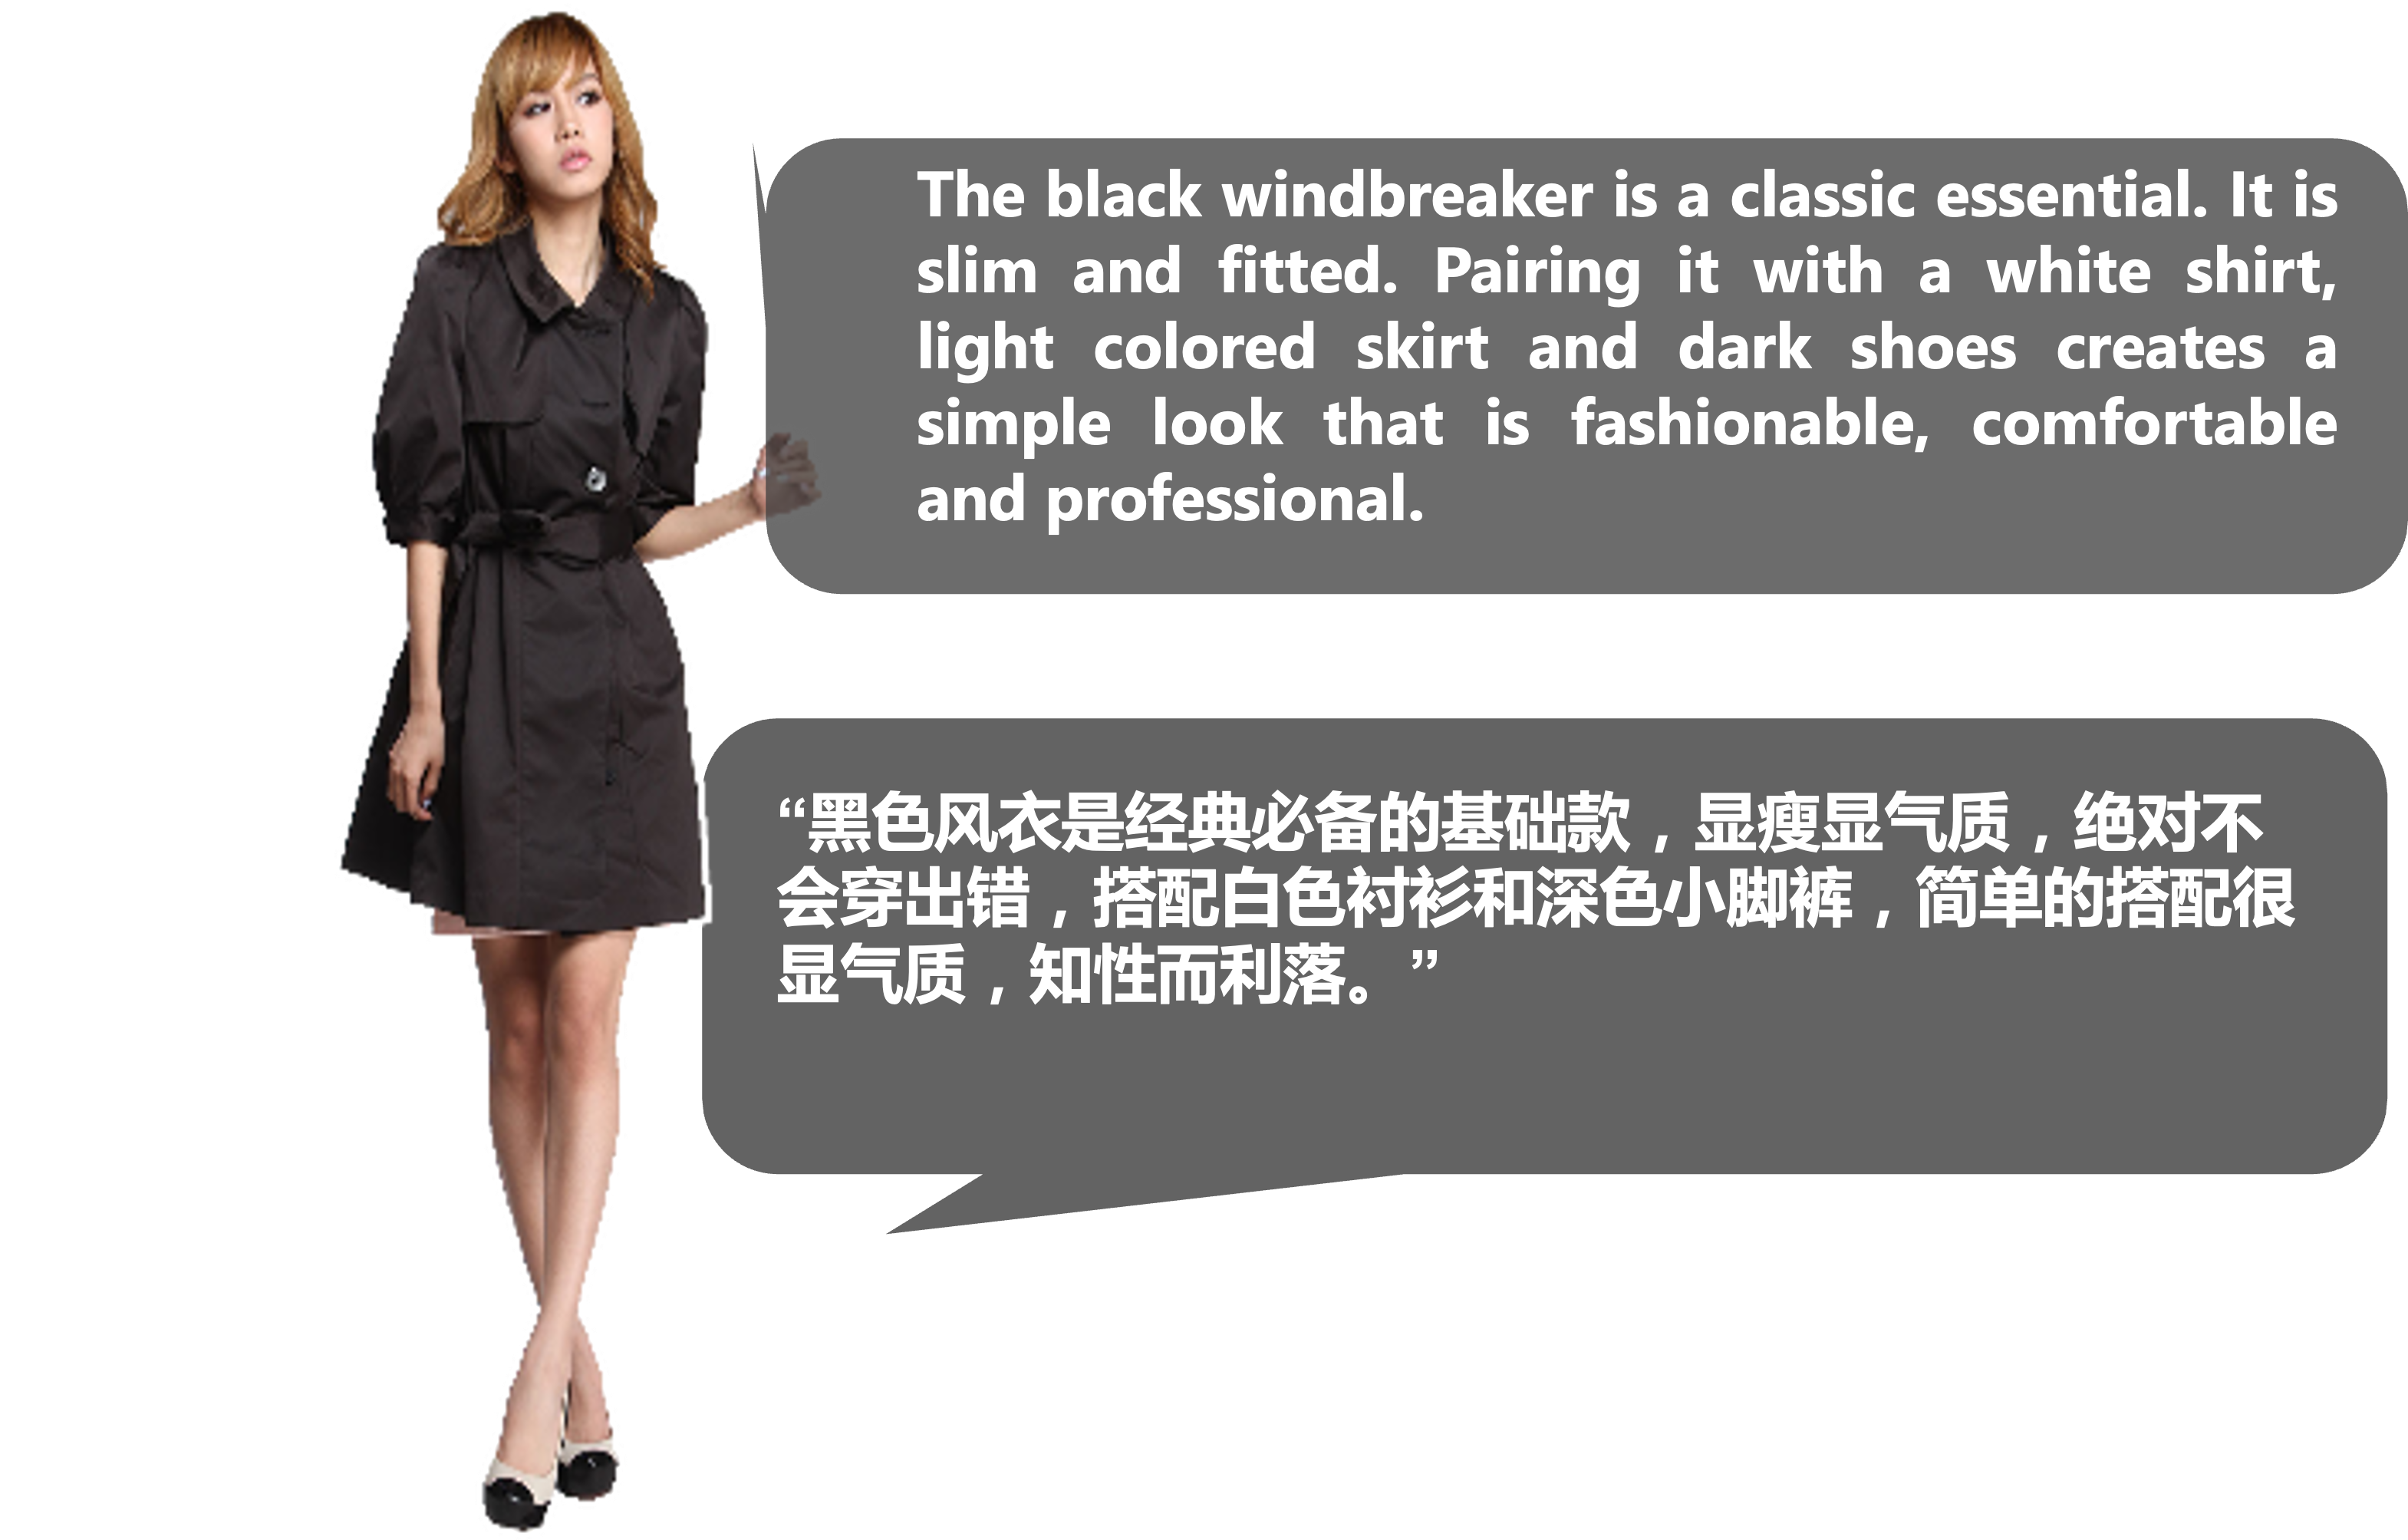 The black windbreaker is a classic essential. It is
slim and fitted. Pairing it with a white shirt,
light colored skirt and dark shoes creates a
simple look that is fashionable, comfortable
and professional.
“黑色风衣是经典必备的基础款，显瘦显气质，绝对不
会穿出错，搭配白色衬衫和深色小脚裤，简单的搭配很
显气质，知性而利落。”